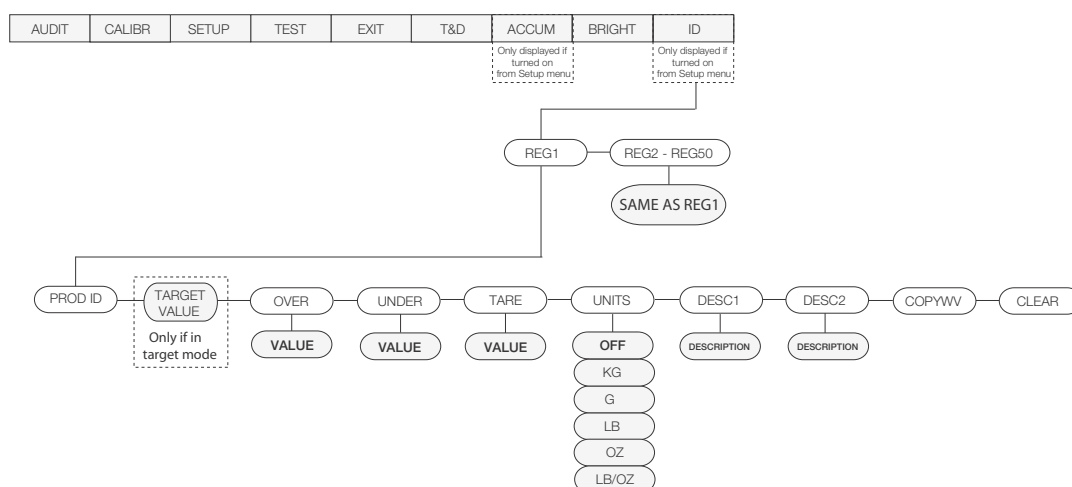 AUDIT CALIBR SETUP TEST EXIT T&D ACCUM BRIGHT ID
Only displayed if
turned on
from Setup menu
Only displayed if
turned on
from Setup menu
REG1 REG2 - REG50
SAME AS REG1
PROD ID TARGET
VALUE OVER UNDER TARE UNITS DESC1 DESC2 COPYWV CLEAR
Only if in
target mode
VALUE VALUE VALUE OFF DESCRIPTION DESCRIPTION
KG
G
LB
OZ
LB/OZ